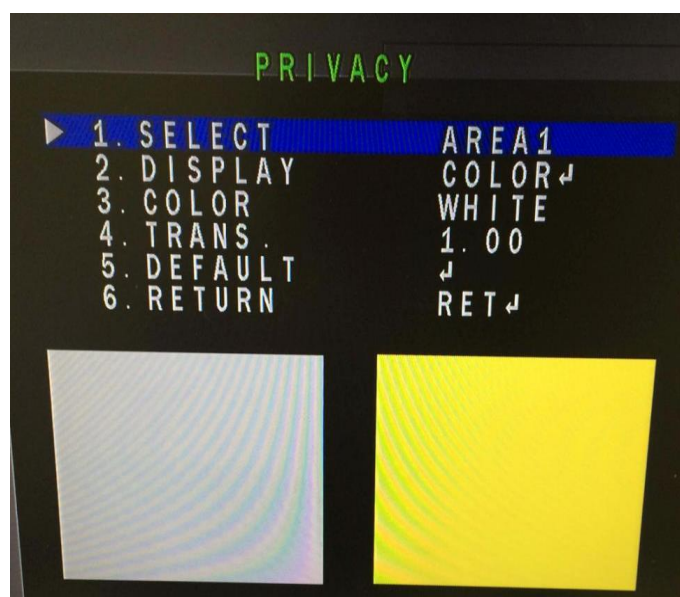 PRIVACY
1. SELECT AREA1
2. DISPLAY COLOR↲
3. COLOR WHITE
4. TRANS. 1.00
5. DEFAULT ↲
6. RETURN RET↲